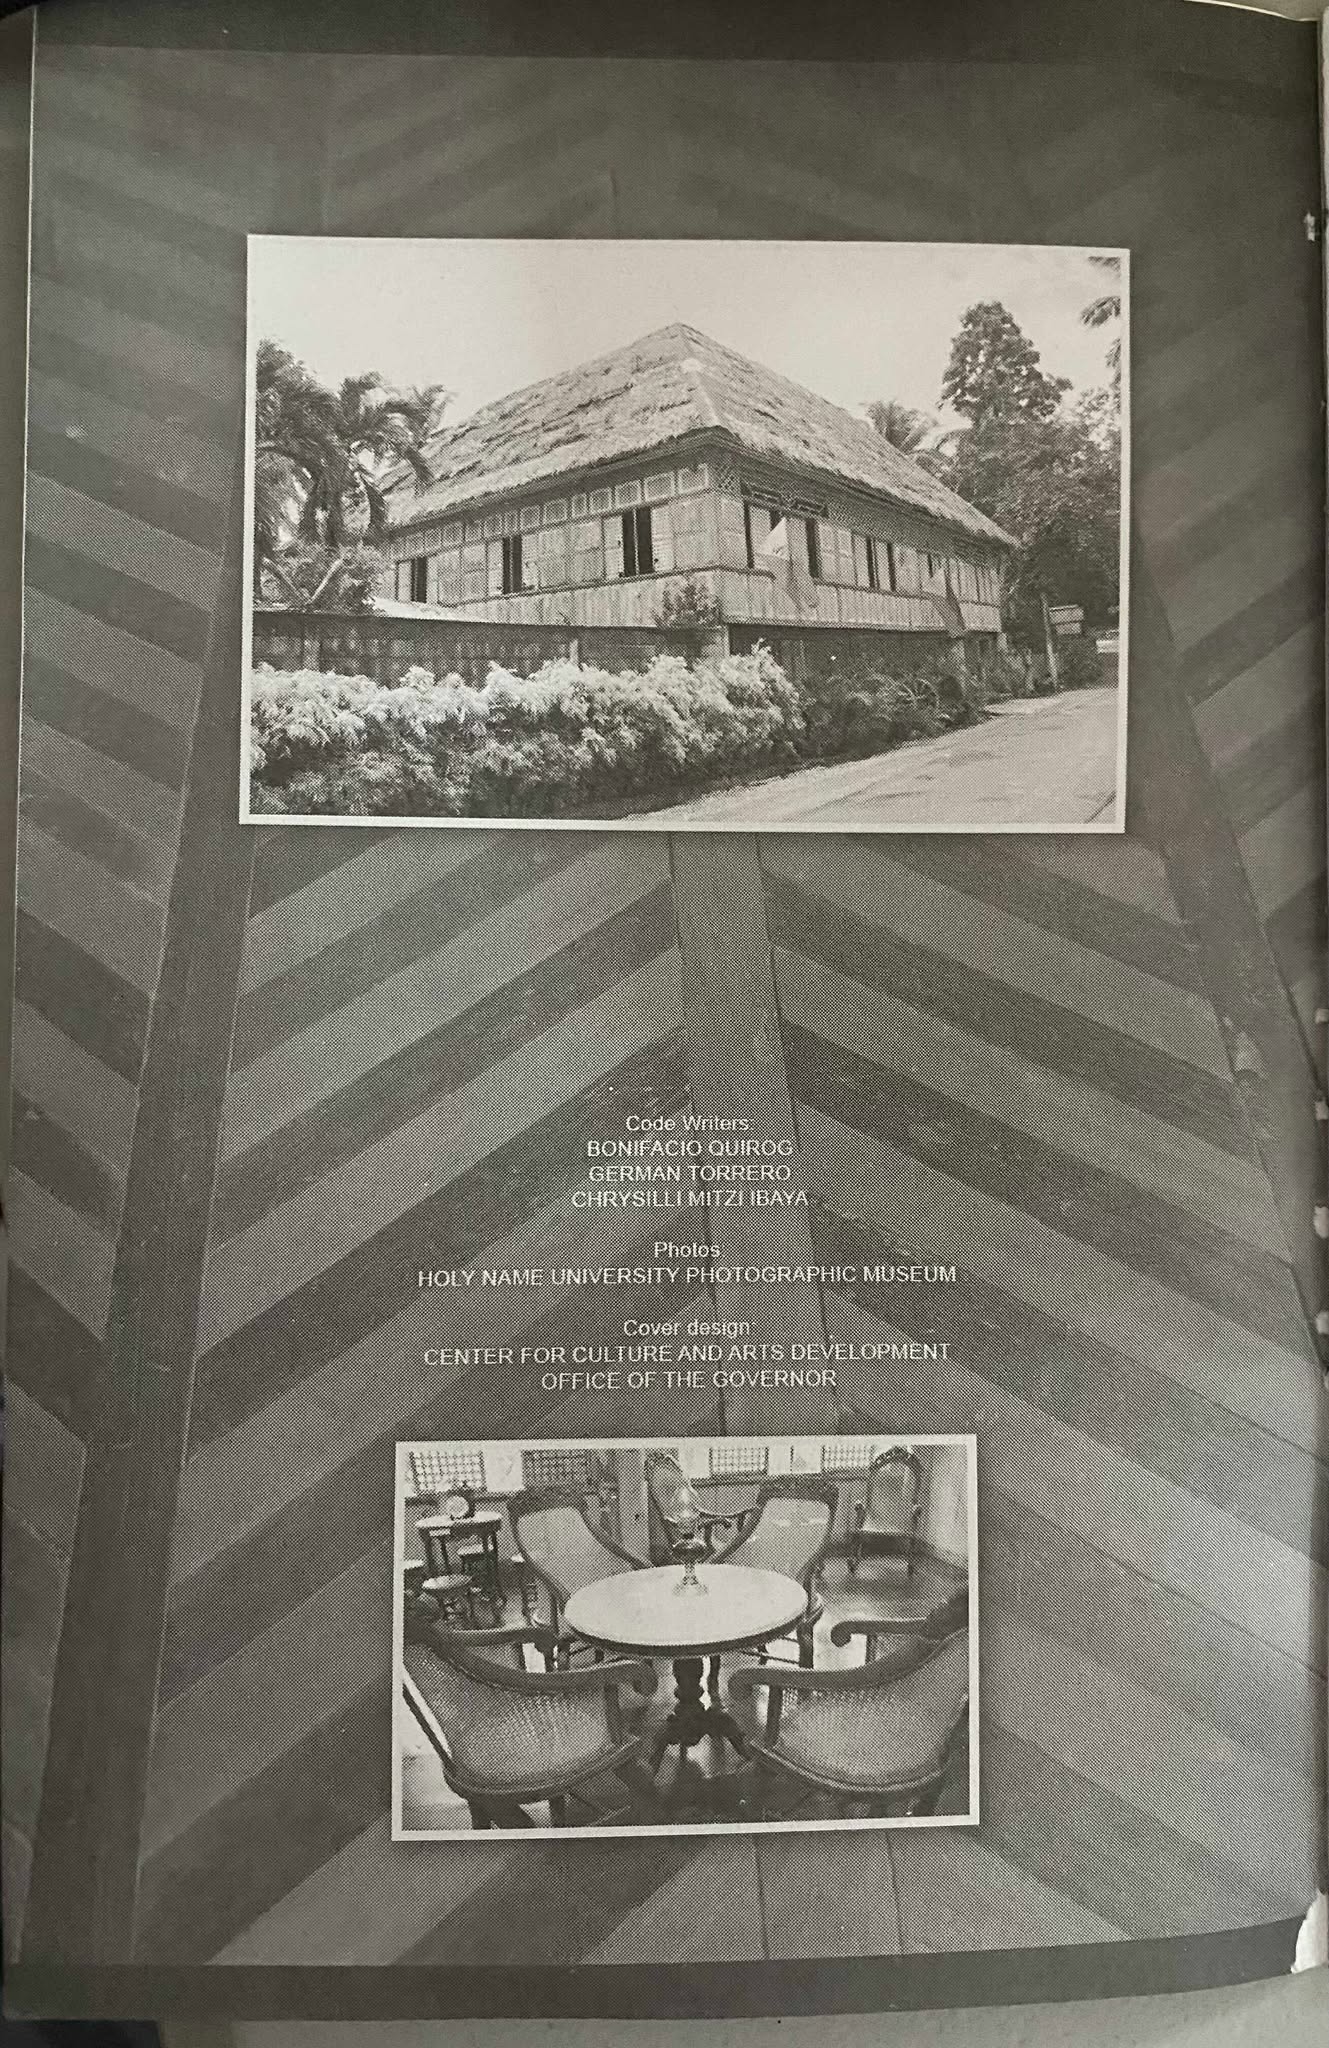 Code Writers:
BONIFACIO QUIROG
GERMAN TORRERO
CHRYSILLI MITZI IBAYA
Photos
HOLY NAME UNIVERSITY PHOTOGRAPHIC MUSEUM
Cover design:
CENTER FOR CULTURE AND ARTS DEVELOPMENT
OFFICE OF THE GOVERNOR